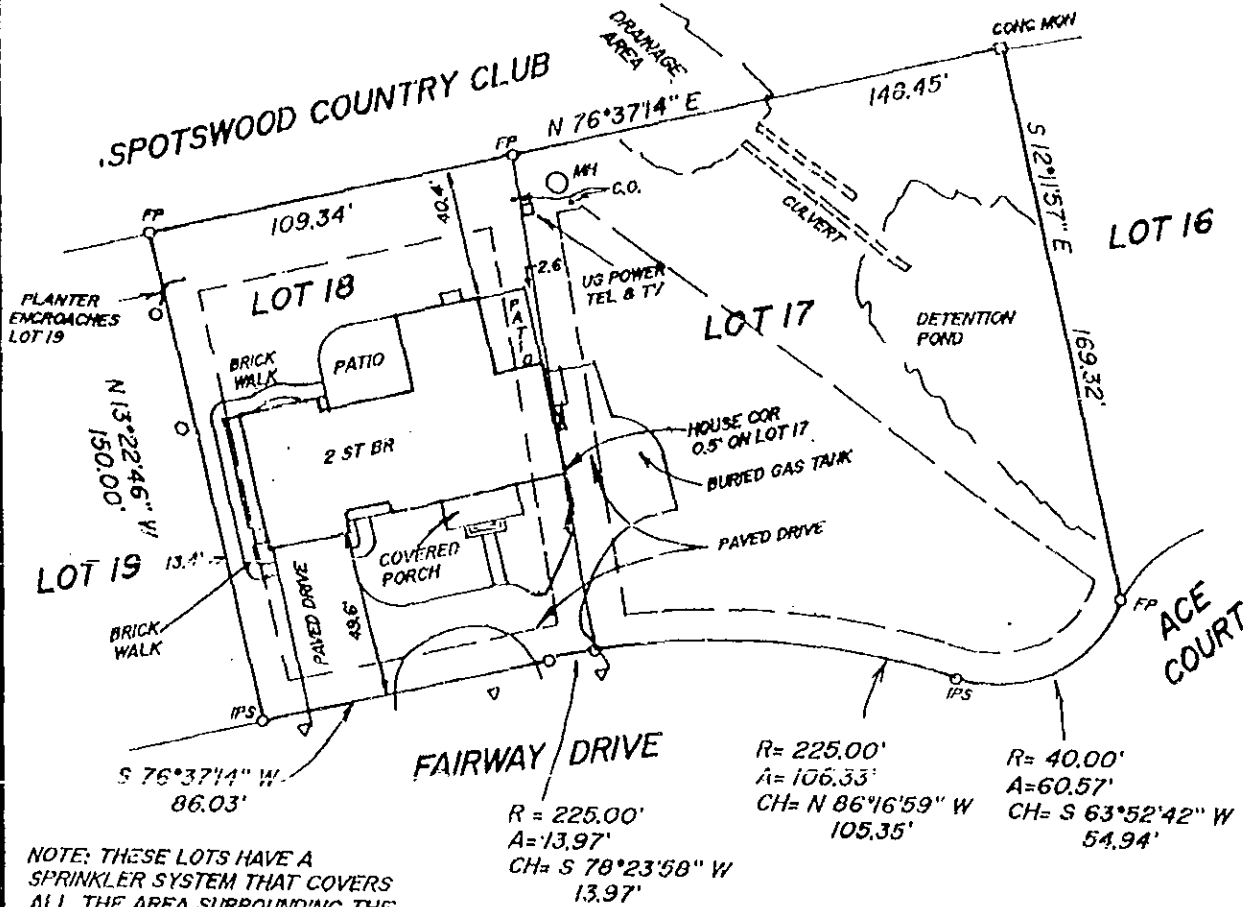 DRAINAGE
AREA
CONC MON
SPOTSWOOD COUNTRY CLUB
N 76°37'14" E
148.45'
FP
MH
C.O.
109.34'
40.4'
FP
S 12°11'57" E
169.32'
LOT 16
CULVERT
PLANTER
ENCROACHES
LOT 19
LOT 18
2.6'
UG POWER
TEL & TV
LOT 17
DETENTION
POND
BRICK
WALK
PATIO
PATIO
N 13°22'46" W
150.00'
2 ST BR
HOUSE COR
0.5' ON LOT 17
BURIED GAS TANK
PAVED DRIVE
LOT 19
13.4'
COVERED
PORCH
PAVED DRIVE
49.6'
BRICK
WALK
FP
ACE
COURT
IPS
IPS
FAIRWAY DRIVE
S 76°37'14" W
86.03'
R = 225.00'
A= 13.97'
CH= S 78°23'58" W
13.97'
R= 225.00'
A= 106.33'
CH= N 86°16'59" W
105.35'
R= 40.00'
A=60.57'
CH= S 63°52'42" W
54.94'
NOTE: THESE LOTS HAVE A
SPRINKLER SYSTEM THAT COVERS
ALL THE AREA SURROUNDING THE